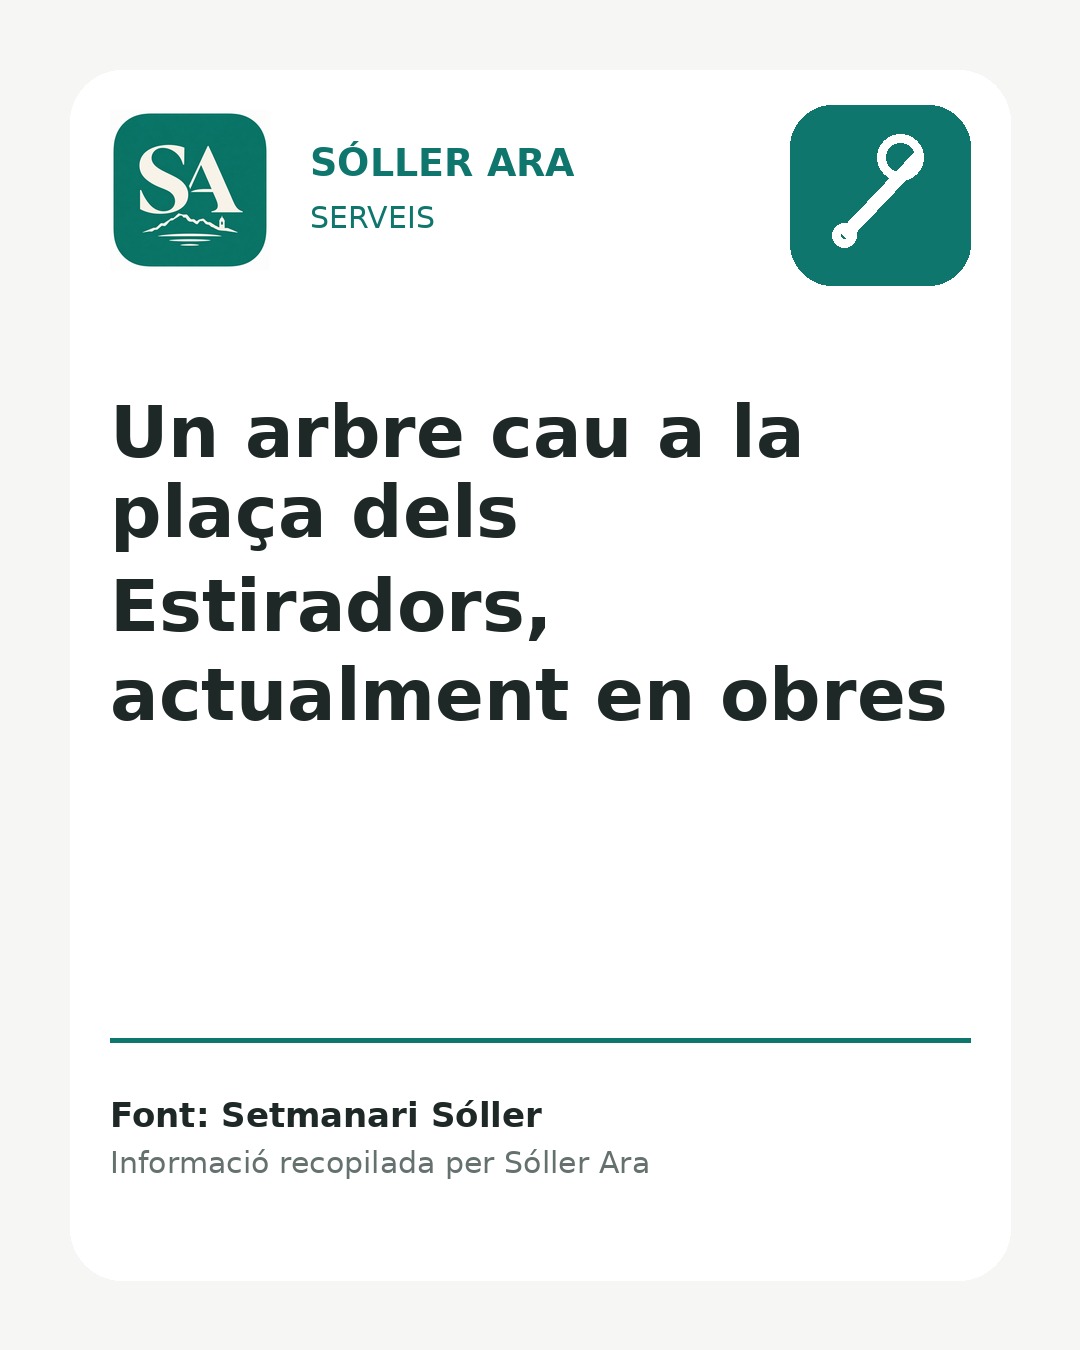 SA
SÓLLER ARA
SERVEIS
Un arbre cau a la
plaça dels
Estiradors,
actualment en obres
Font: Setmanari Sóller
Informació recopilada per Sóller Ara